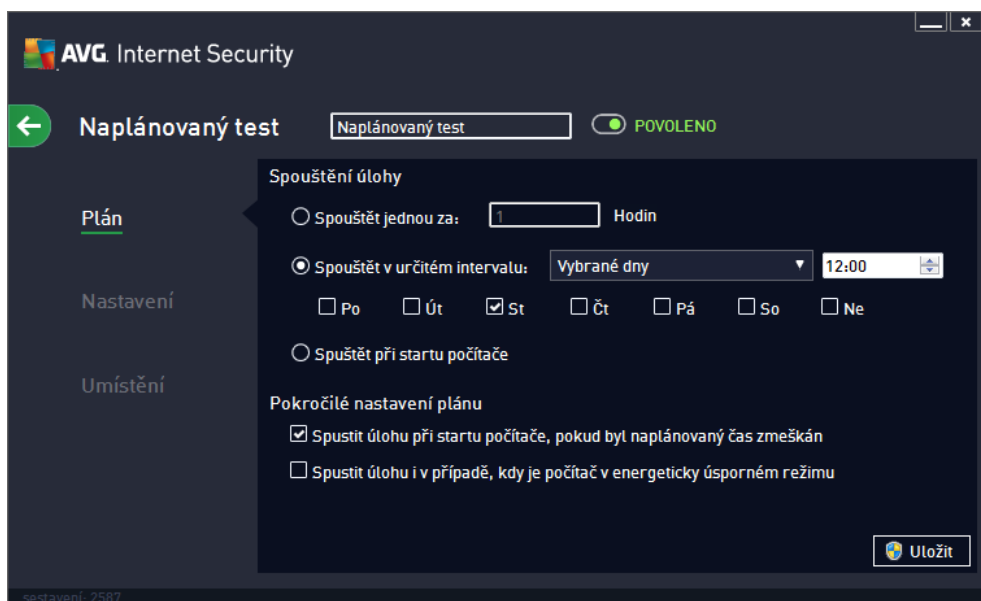 AVG. Internet Security
Naplánovaný test Naplánovaný test POVOLENO
Spouštění úlohy
Plán
Spouštět jednou za: 1 Hodin
Spouštět v určitém intervalu: Vybrané dny 12:00
Nastavení
Po Út St Čt Pá So Ne
Spuštět při startu počítače
Umístění
Pokročilé nastavení plánu
Spustit úlohu při startu počítače, pokud byl naplánovaný čas zmeškán
Spustit úlohu i v případě, kdy je počítač v energeticky úsporném režimu
Uložit
sestavení: 2587